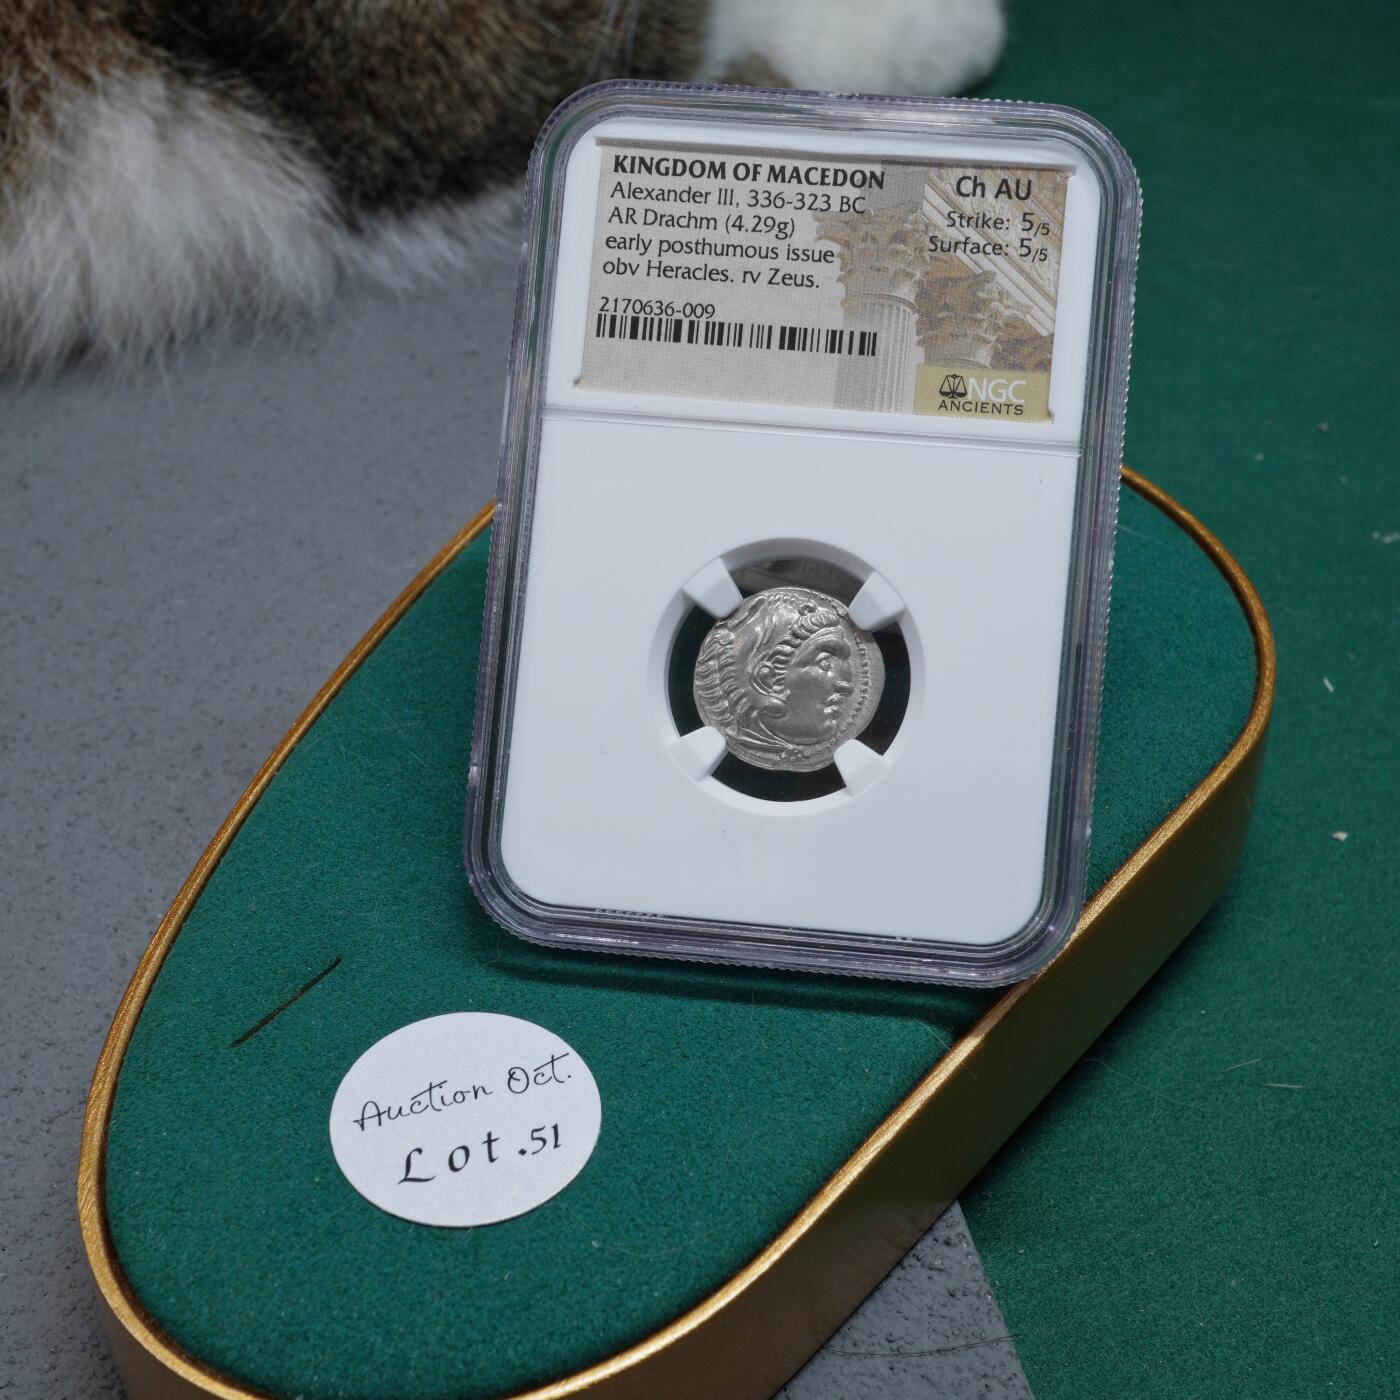 KINGDOM OF MACEDON
Alexander III, 336-323 BC
AR Drachm (4.29g)
early posthumous issue
obv Heracles. rv Zeus.
2170636-009
Ch AU
Strike: 5/5
Surface: 5/5
NGC
ANCIENTS
Auction Oct.
Lot.51